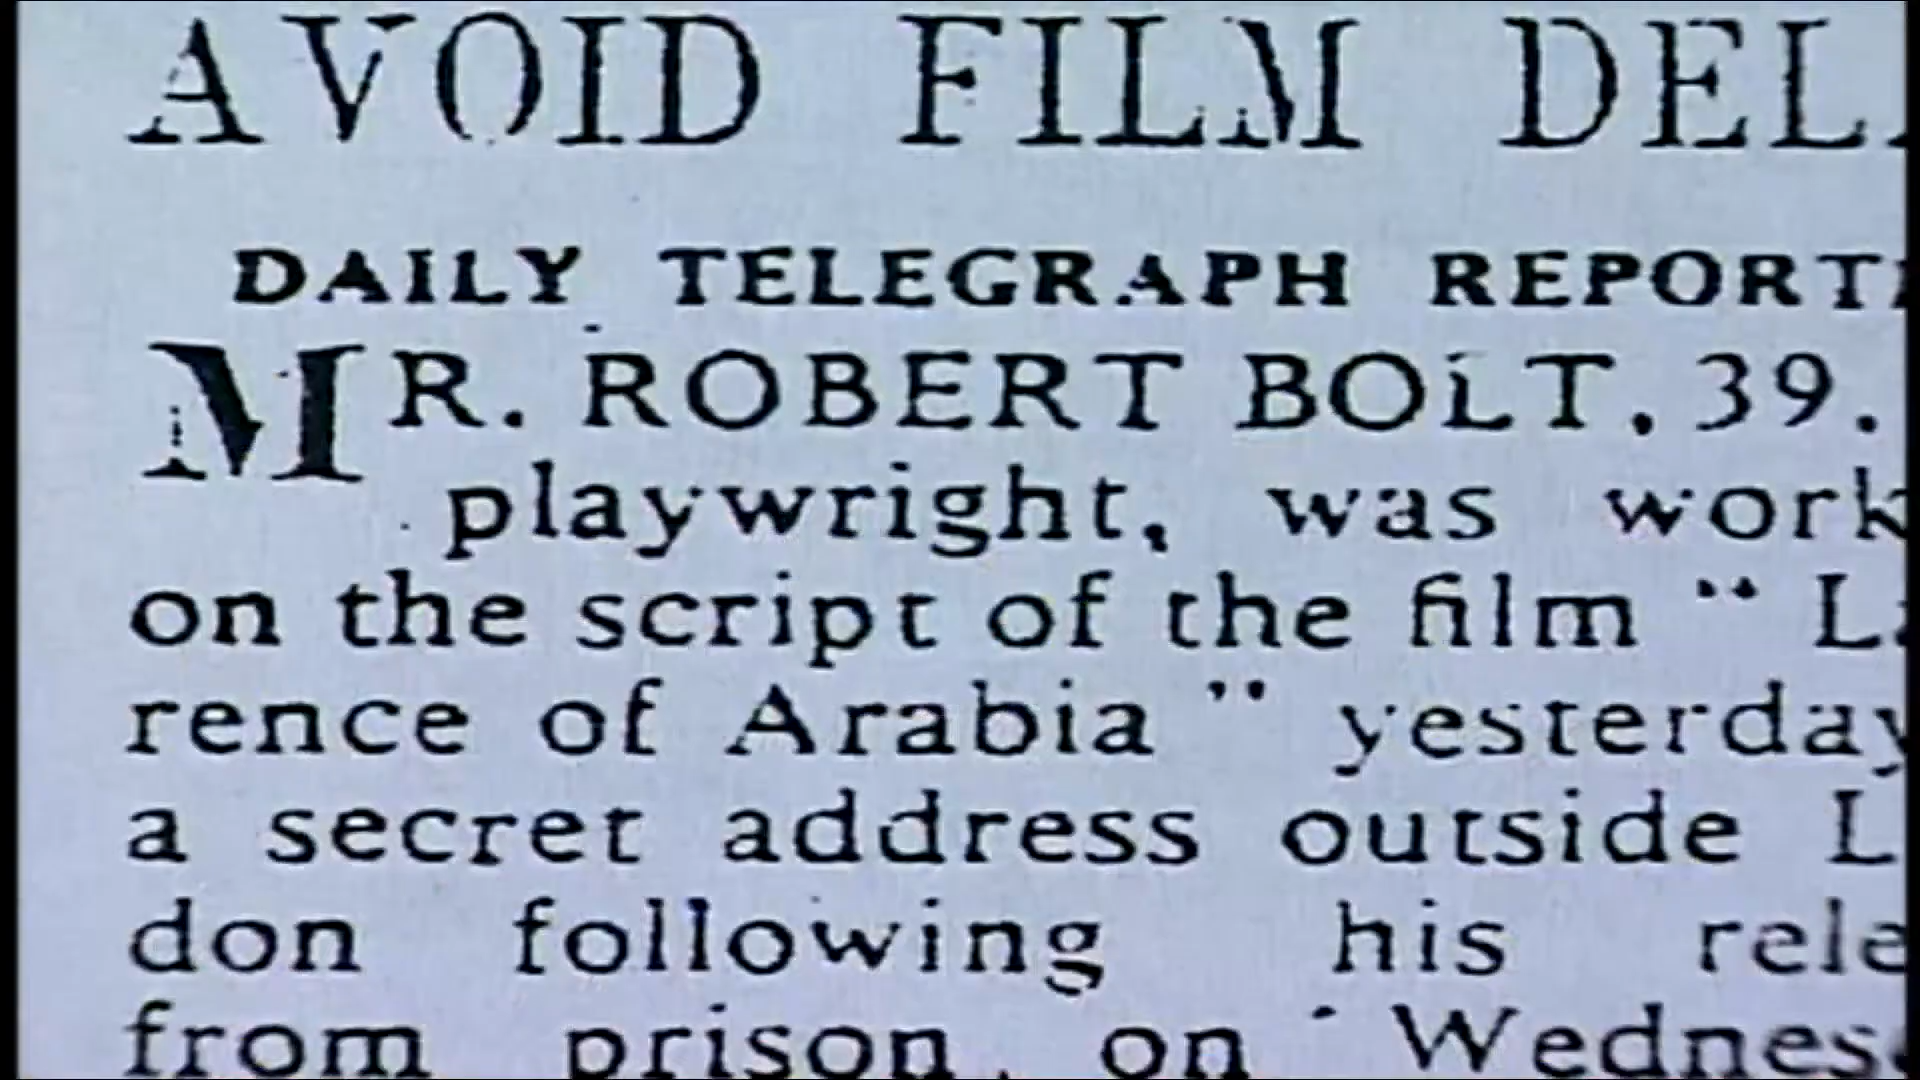 AVOID FILM DEL
DAILY TELEGRAPH REPORT
MR. ROBERT BOLT, 39.
playwright, was work
on the script of the film " L
rence of Arabia " yesterday
a secret address outside L
don following his rele
from prison, on Wednes